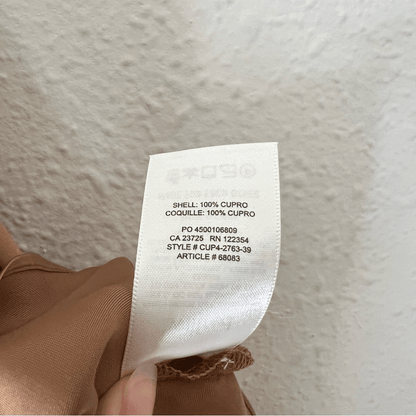 SHELL: 100% CUPRO
COQUILLE: 100% CUPRO
PO 4500106809
CA 23725 RN 122354
STYLE # CUP4-2763-39
ARTICLE # 68083